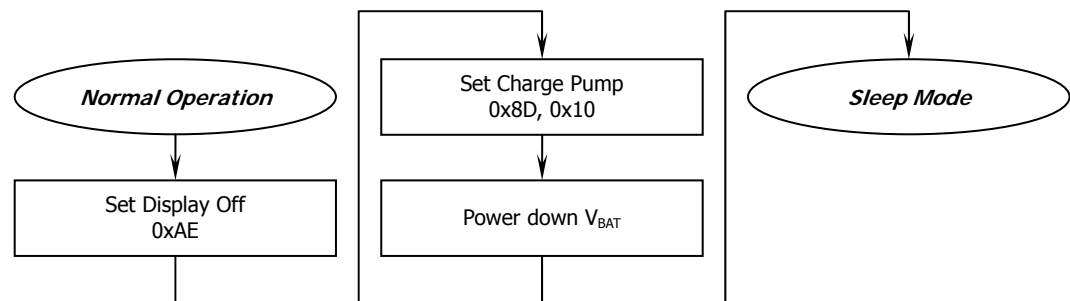 Normal Operation
Set Display Off
0xAE
Set Charge Pump
0x8D, 0x10
Power down VBAT
Sleep Mode